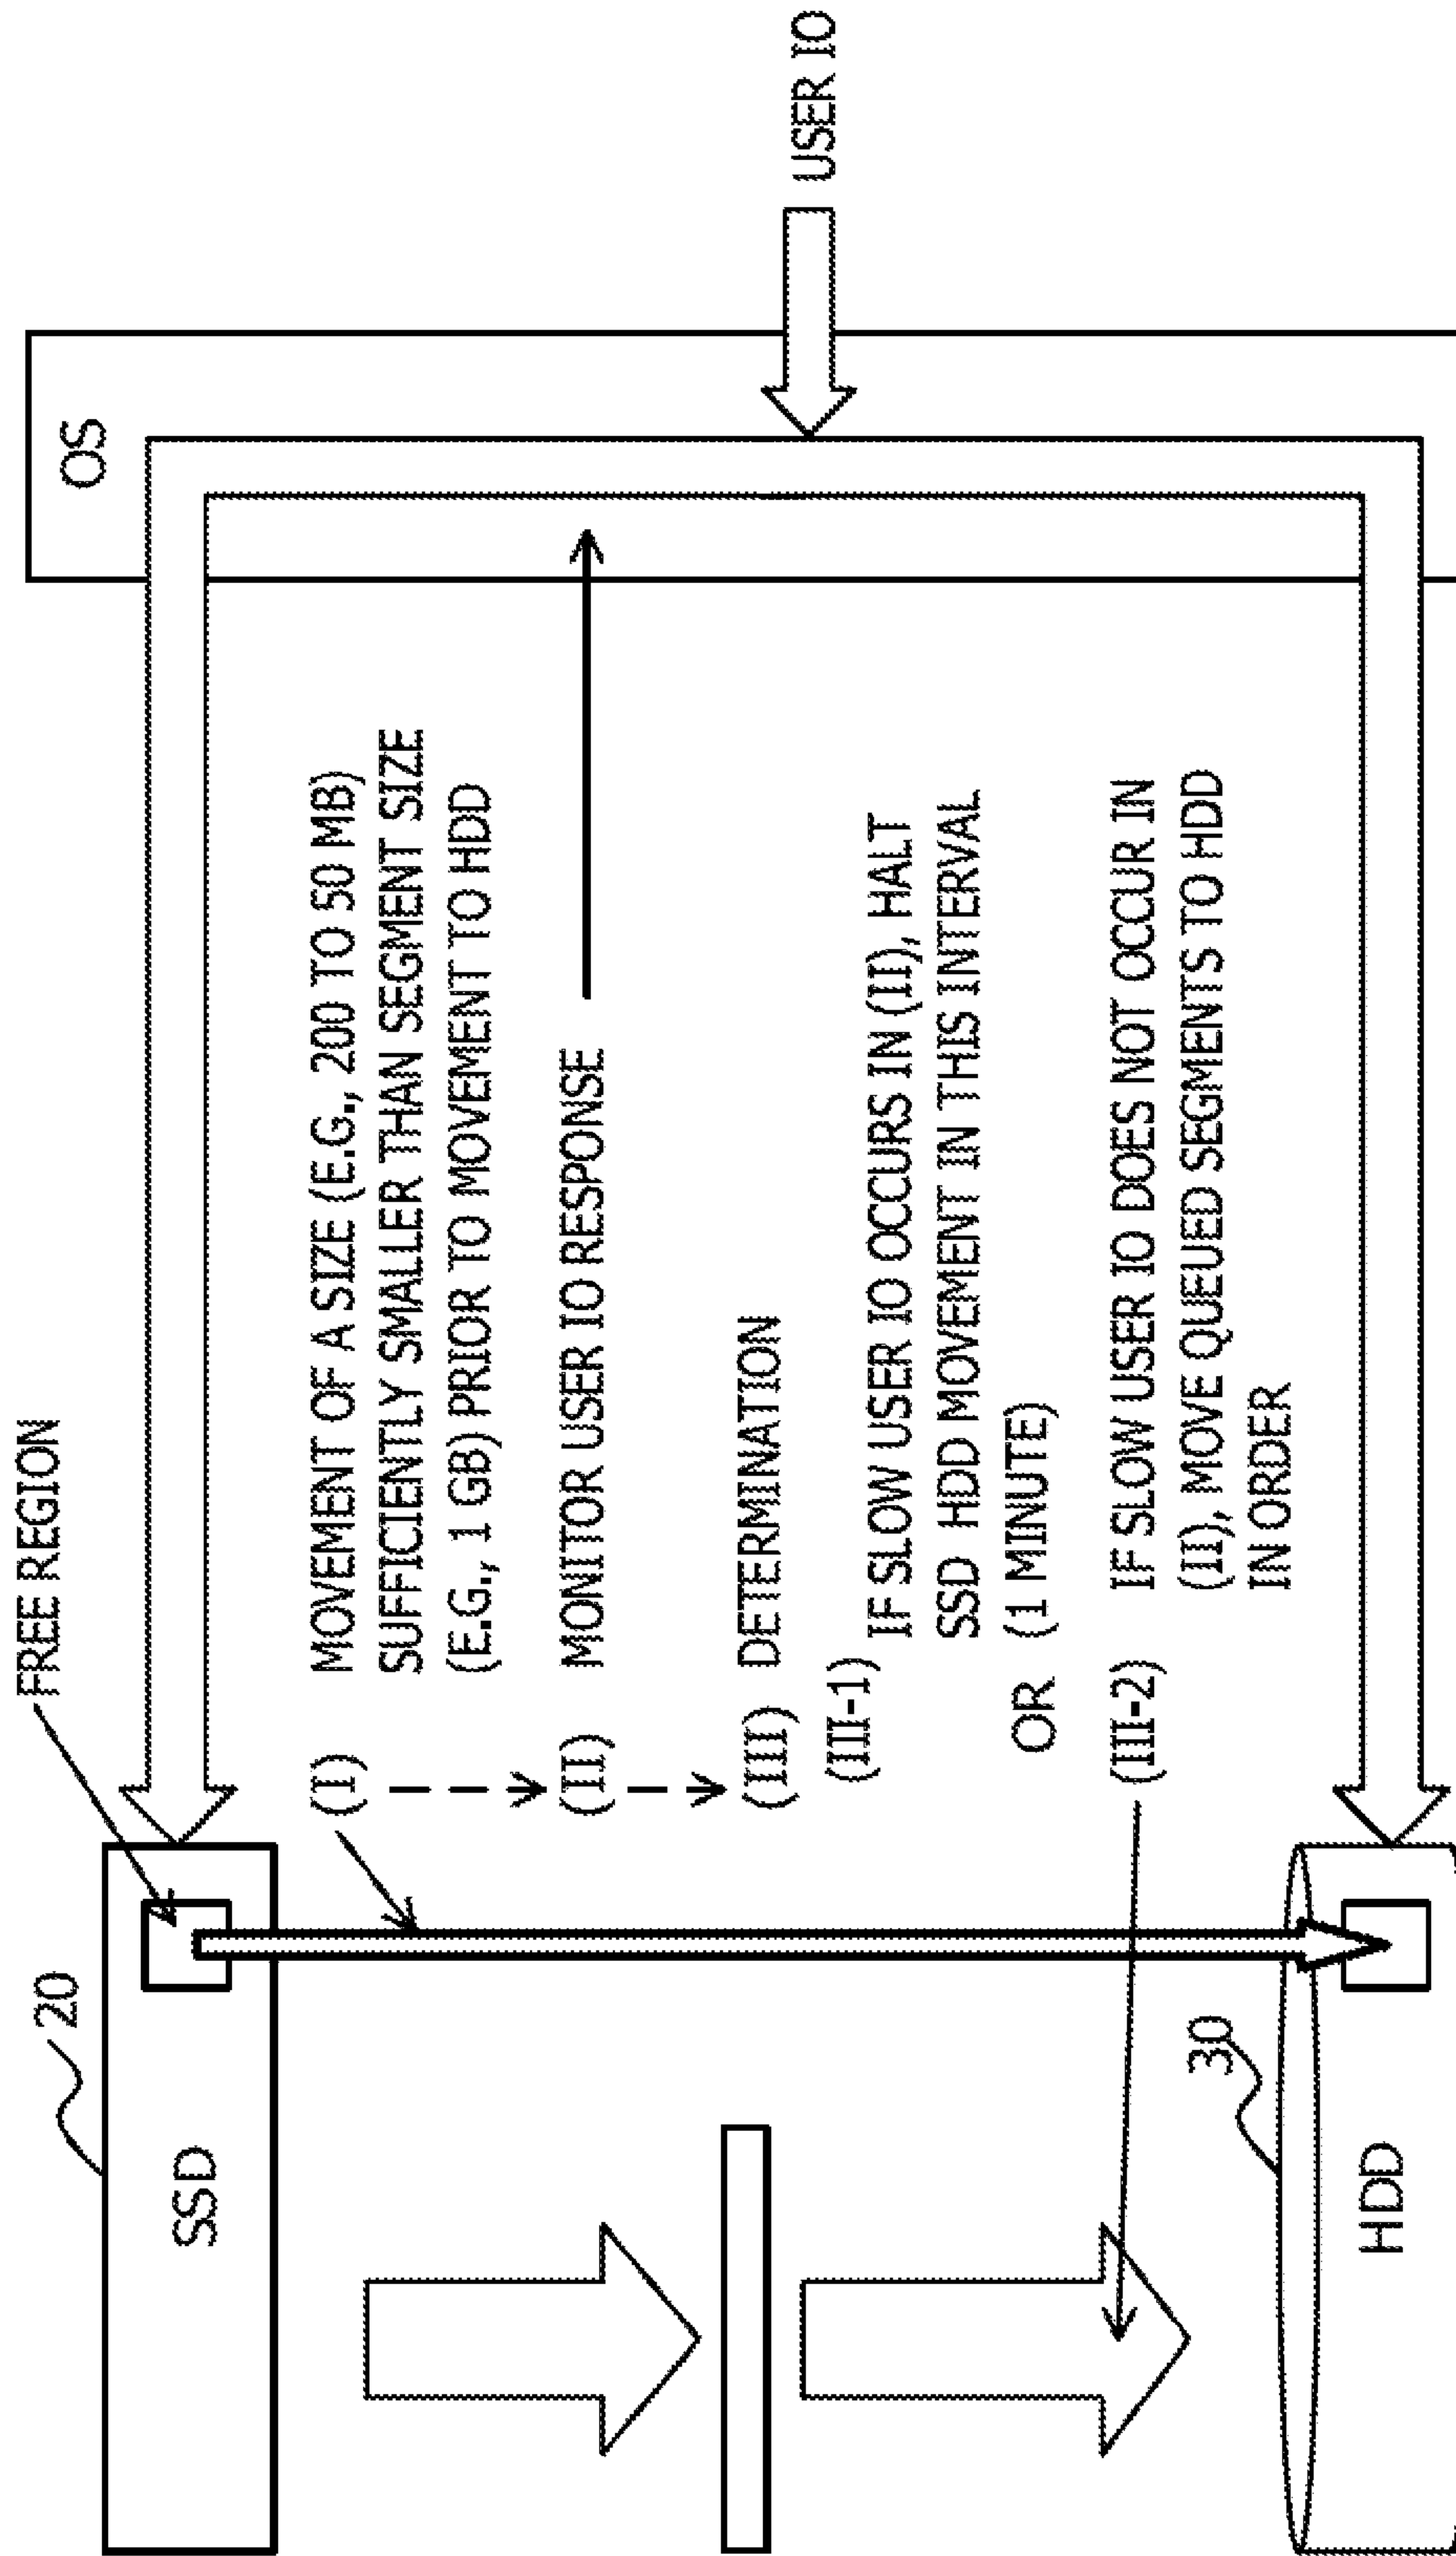 FREE REGION
20
SSD
OS
USER IO
(I) MOVEMENT OF A SIZE (E.G., 200 TO 50 MB)
SUFFICIENTLY SMALLER THAN SEGMENT SIZE
(E.G., 1 GB) PRIOR TO MOVEMENT TO HDD
(II) MONITOR USER IO RESPONSE
(III) DETERMINATION
(III-1) IF SLOW USER IO OCCURS IN (II), HALT
SSD HDD MOVEMENT IN THIS INTERVAL
(1 MINUTE)
OR
(III-2) IF SLOW USER IO DOES NOT OCCUR IN
(II), MOVE QUEUED SEGMENTS TO HDD
IN ORDER
30
HDD